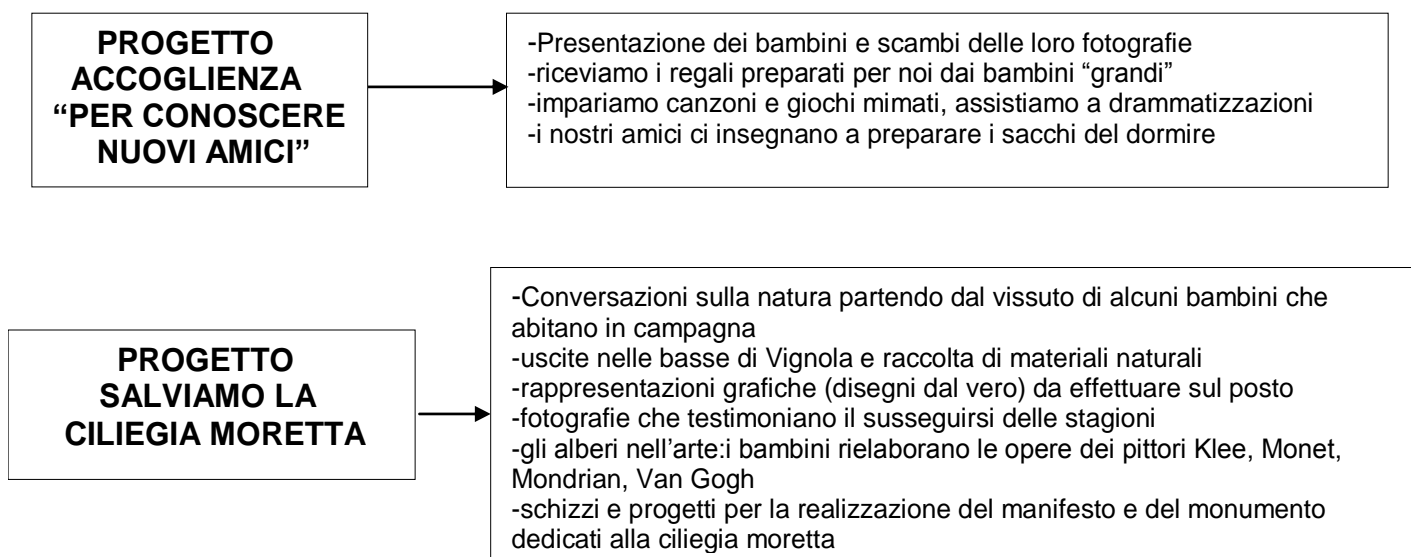 PROGETTO
ACCOGLIENZA
“PER CONOSCERE
NUOVI AMICI”
-Presentazione dei bambini e scambi delle loro fotografie
-riceviamo i regali preparati per noi dai bambini “grandi”
-impariamo canzoni e giochi mimati, assistiamo a drammatizzazioni
-i nostri amici ci insegnano a preparare i sacchi del dormire
PROGETTO
SALVIAMO LA
CILIEGIA MORETTA
-Conversazioni sulla natura partendo dal vissuto di alcuni bambini che
abitano in campagna
-uscite nelle basse di Vignola e raccolta di materiali naturali
-rappresentazioni grafiche (disegni dal vero) da effettuare sul posto
-fotografie che testimoniano il susseguirsi delle stagioni
-gli alberi nell’arte:i bambini rielaborano le opere dei pittori Klee, Monet,
Mondrian, Van Gogh
-schizzi e progetti per la realizzazione del manifesto e del monumento
dedicati alla ciliegia moretta